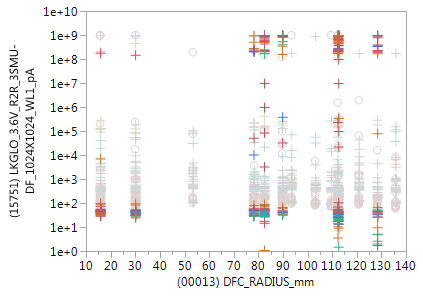 1e+10
1e+9
1e+8
1e+7
1e+6
1e+5
1e+4
1e+3
1e+2
1e+1
1e+0
(15751) LKGLO_3.6V_R2R_3SMU-
DF_1024X1024_WL1_pA
10 20 30 40 50 60 70 80 90 100 110 120 130 140
(00013) DFC_RADIUS_mm